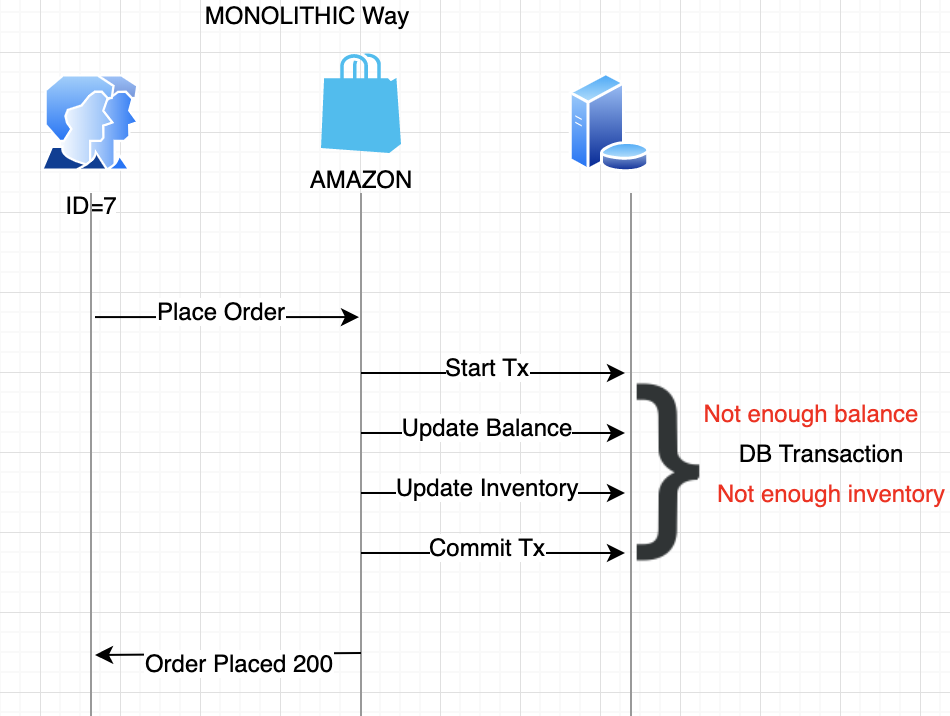 MONOLITHIC Way
AMAZON
ID=7
Place Order
Start Tx
Update Balance
Update Inventory
Commit Tx
Not enough balance
DB Transaction
Not enough inventory
Order Placed 200